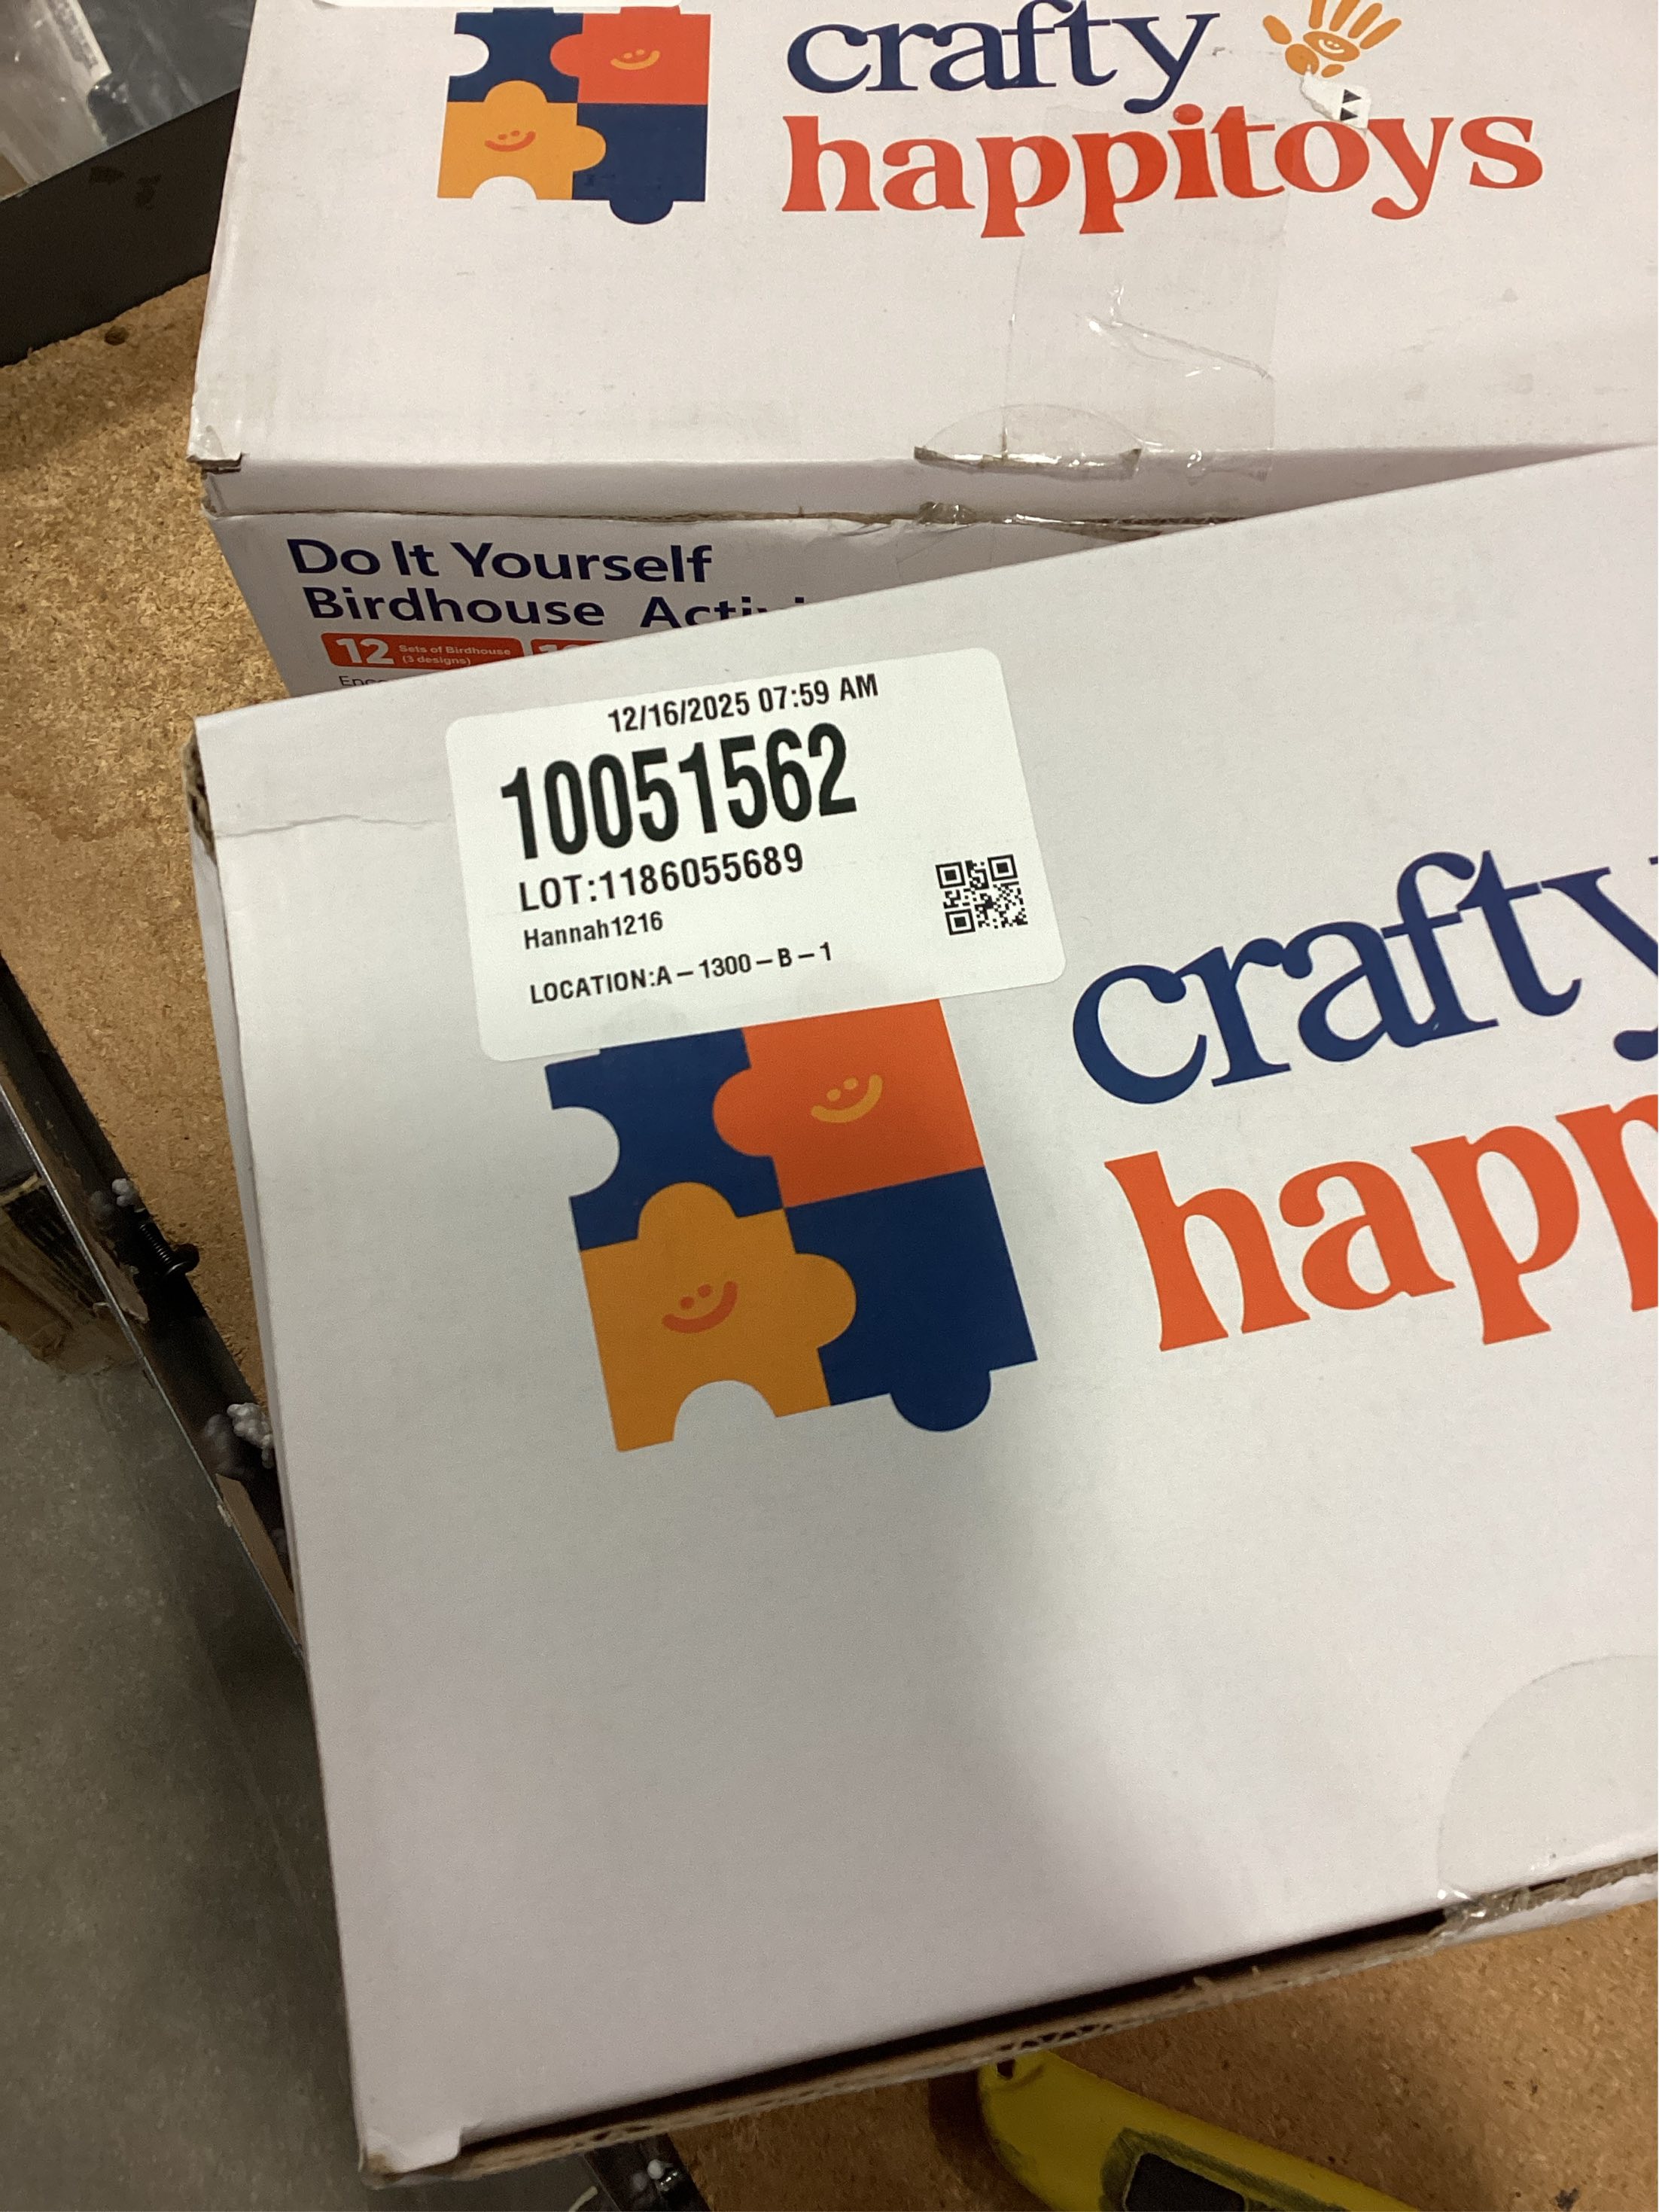 crafty
happitoys
Do It Yourself
Birdhouse
12 Sets of Birdhouse
(3 designs)
12/16/2025 07:59 AM
10051562
LOT:1186055689
Hannah1216
LOCATION:A-1300-B-1
crafty